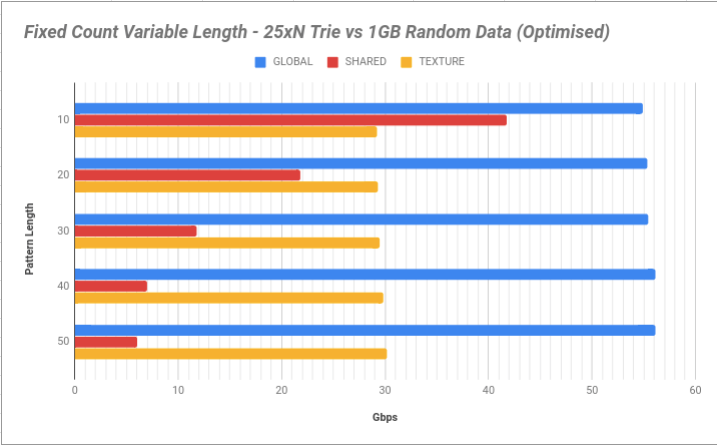 Fixed Count Variable Length - 25xN Trie vs 1GB Random Data (Optimised)
GLOBAL SHARED TEXTURE
Pattern Length
10
20
30
40
50
0 10 20 30 40 50 60
Gbps